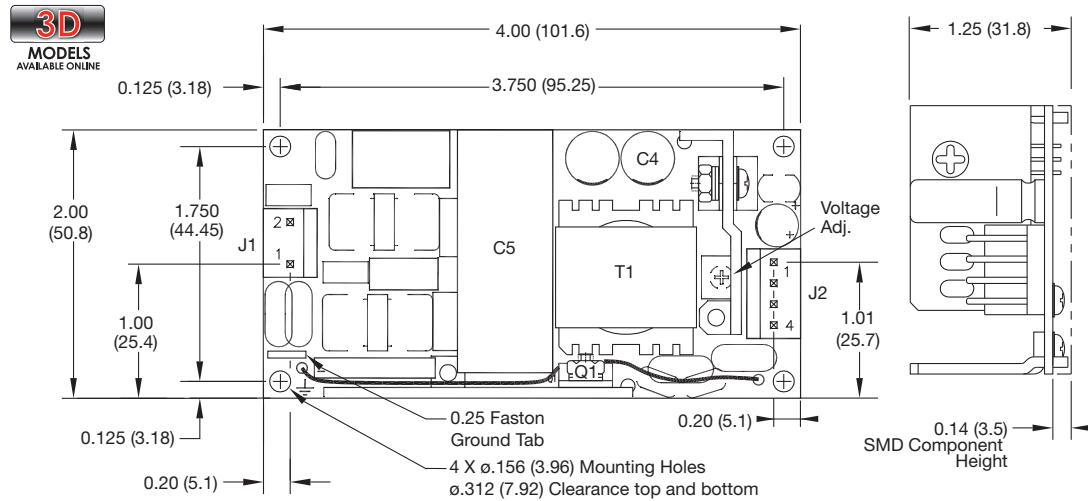 3D
MODELS
AVAILABLE ONLINE
4.00 (101.6)
1.25 (31.8)
0.125 (3.18)
3.750 (95.25)
C4
2.00
(50.8)
1.750
(44.45)
Voltage
Adj.
2
J1
1
C5
T1
1
J2
4
1.00
(25.4)
1.01
(25.7)
Q1
0.25 Faston
Ground Tab
0.20 (5.1)
0.14 (3.5)
SMD Component
Height
0.125 (3.18)
4 X ø.156 (3.96) Mounting Holes
ø.312 (7.92) Clearance top and bottom
0.20 (5.1)